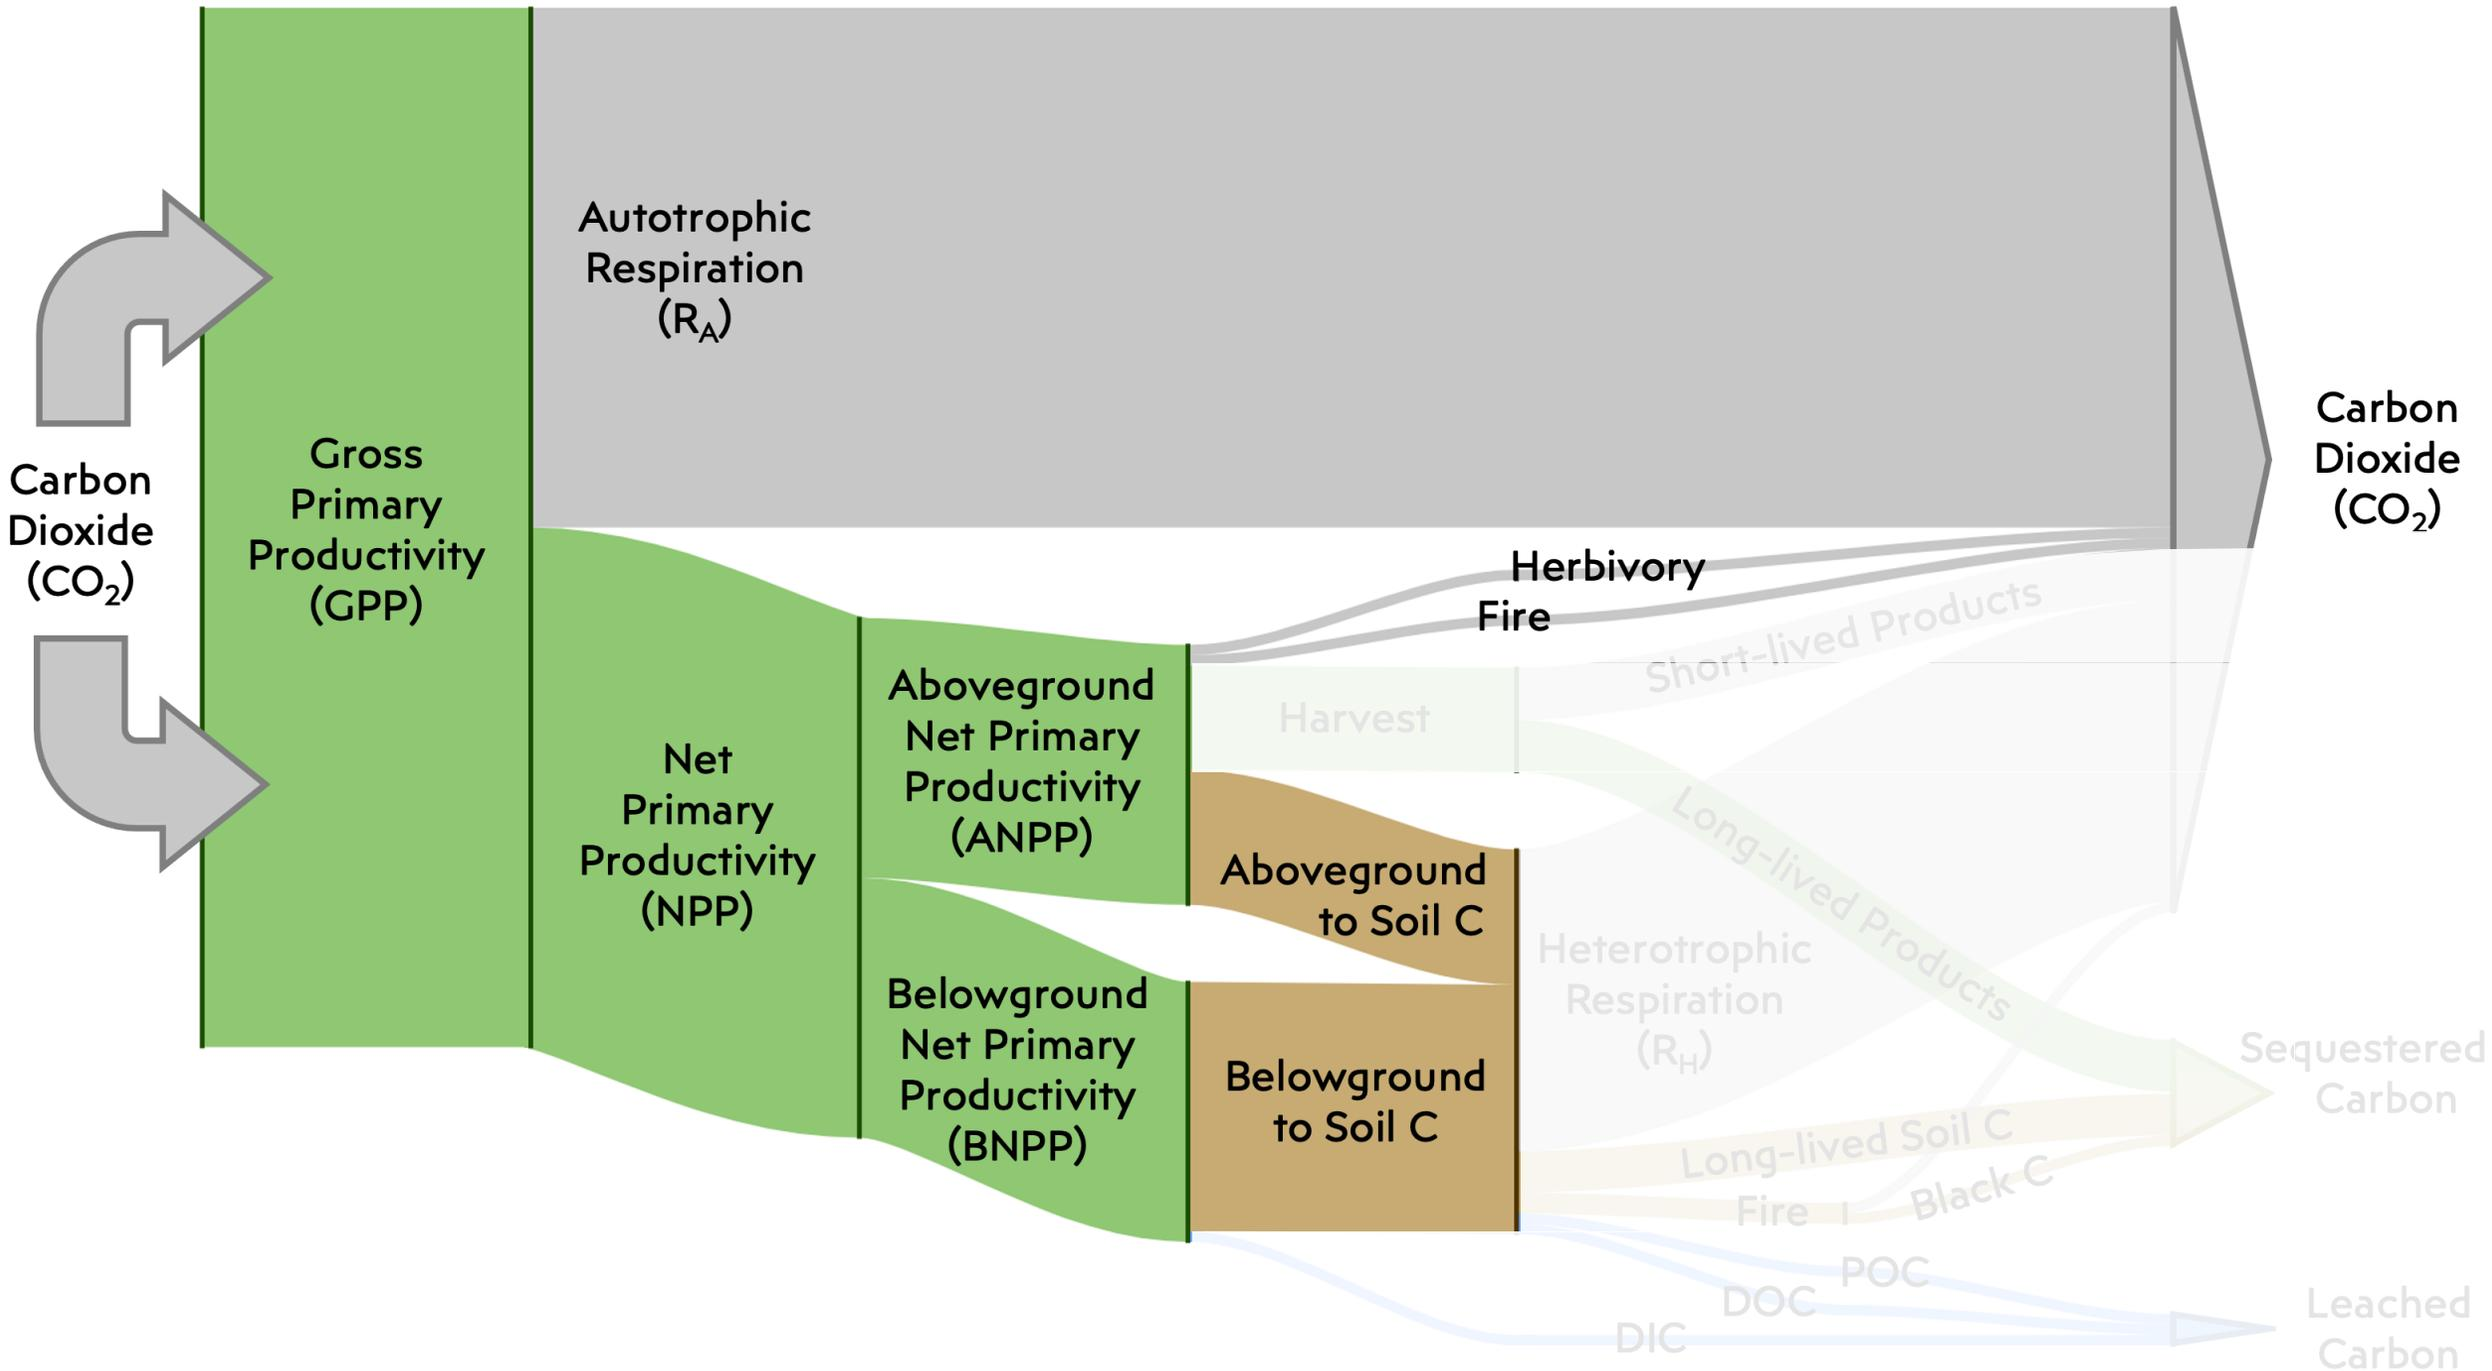 Carbon
Dioxide
(CO2)
Gross
Primary
Productivity
(GPP)
Autotrophic
Respiration
(RA)
Net
Primary
Productivity
(NPP)
Aboveground
Net Primary
Productivity
(ANPP)
Belowground
Net Primary
Productivity
(BNPP)
Herbivory
Fire
Harvest
Aboveground
to Soil C
Belowground
to Soil C
Short-lived Products
Long-lived Products
Heterotrophic
Respiration
(RH)
Long-lived Soil C
Fire
Black C
POC
DOC
DIC
Carbon
Dioxide
(CO2)
Sequestered
Carbon
Leached
Carbon